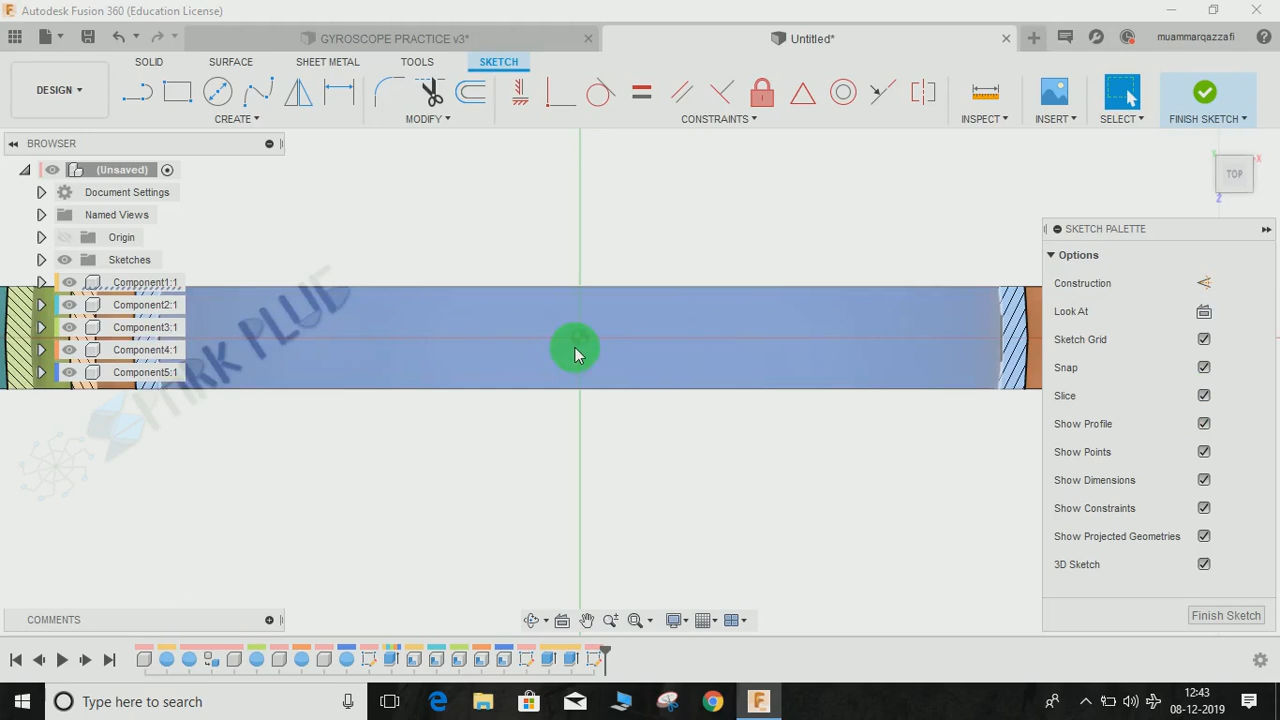 Autodesk Fusion 360 (Education License)
GYROSCOPE PRACTICE v3*
Untitled*
muammarqazzafi
DESIGN
SOLID
SURFACE
SHEET METAL
TOOLS
SKETCH
CREATE
MODIFY
CONSTRAINTS
INSPECT
INSERT
SELECT
FINISH SKETCH
BROWSER
(Unsaved)
Document Settings
Named Views
Origin
Sketches
Component1:1
Component2:1
Component3:1
Component4:1
Component5:1
TOP
X
Z
SKETCH PALETTE
Options
Construction
Look At
Sketch Grid
Snap
Slice
Show Profile
Show Points
Show Dimensions
Show Constraints
Show Projected Geometries
3D Sketch
Finish Sketch
COMMENTS
Type here to search
12:43
08-12-2019